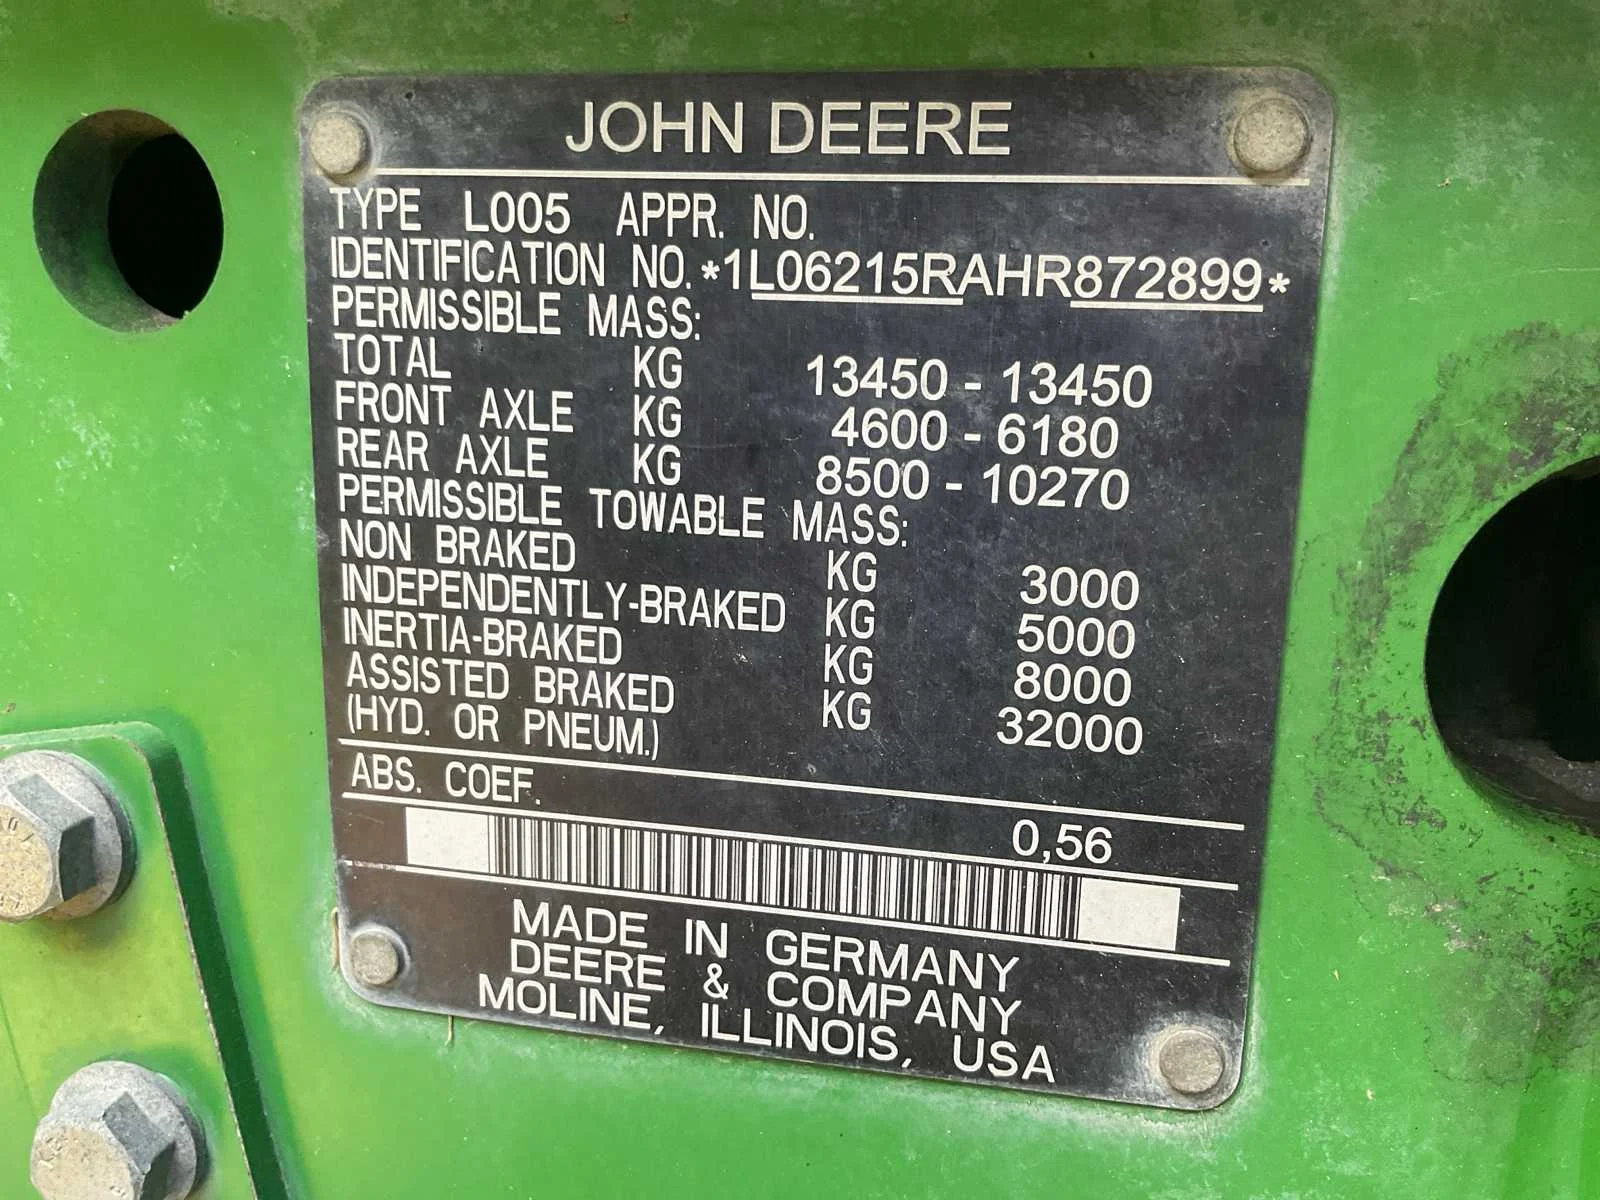 JOHN DEERE
TYPE L005 APPR. NO.
IDENTIFICATION NO. *1L06215RAHR872899*
PERMISSIBLE MASS:
TOTAL KG 13450 - 13450
FRONT AXLE KG 4600 - 6180
REAR AXLE KG 8500 - 10270
PERMISSIBLE TOWABLE MASS:
NON BRAKED KG 3000
INDEPENDENTLY-BRAKED KG 5000
INERTIA-BRAKED KG 8000
ASSISTED BRAKED KG 32000
(HYD. OR PNEUM.)
ABS. COEF. 0,56
MADE IN GERMANY
DEERE & COMPANY
MOLINE, ILLINOIS, USA